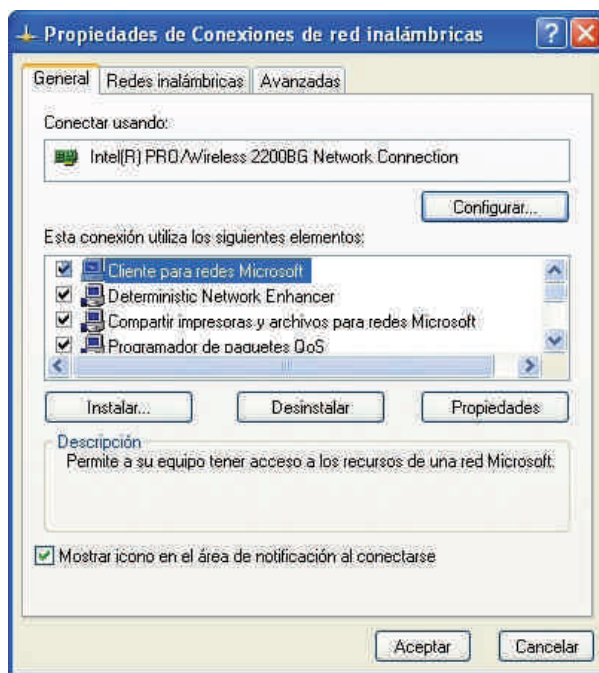 Propiedades de Conexiones de red inalámbricas
General Redes inalámbricas Avanzadas
Conectar usando:
Intel(R) PRO/Wireless 2200BG Network Connection
Configurar...
Esta conexión utiliza los siguientes elementos:
Cliente para redes Microsoft
Deterministic Network Enhancer
Compartir impresoras y archivos para redes Microsoft
Programador de paquetes QoS
Instalar... Desinstalar Propiedades
Descripción
Permite a su equipo tener acceso a los recursos de una red Microsoft.
Mostrar icono en el área de notificación al conectarse
Aceptar Cancelar